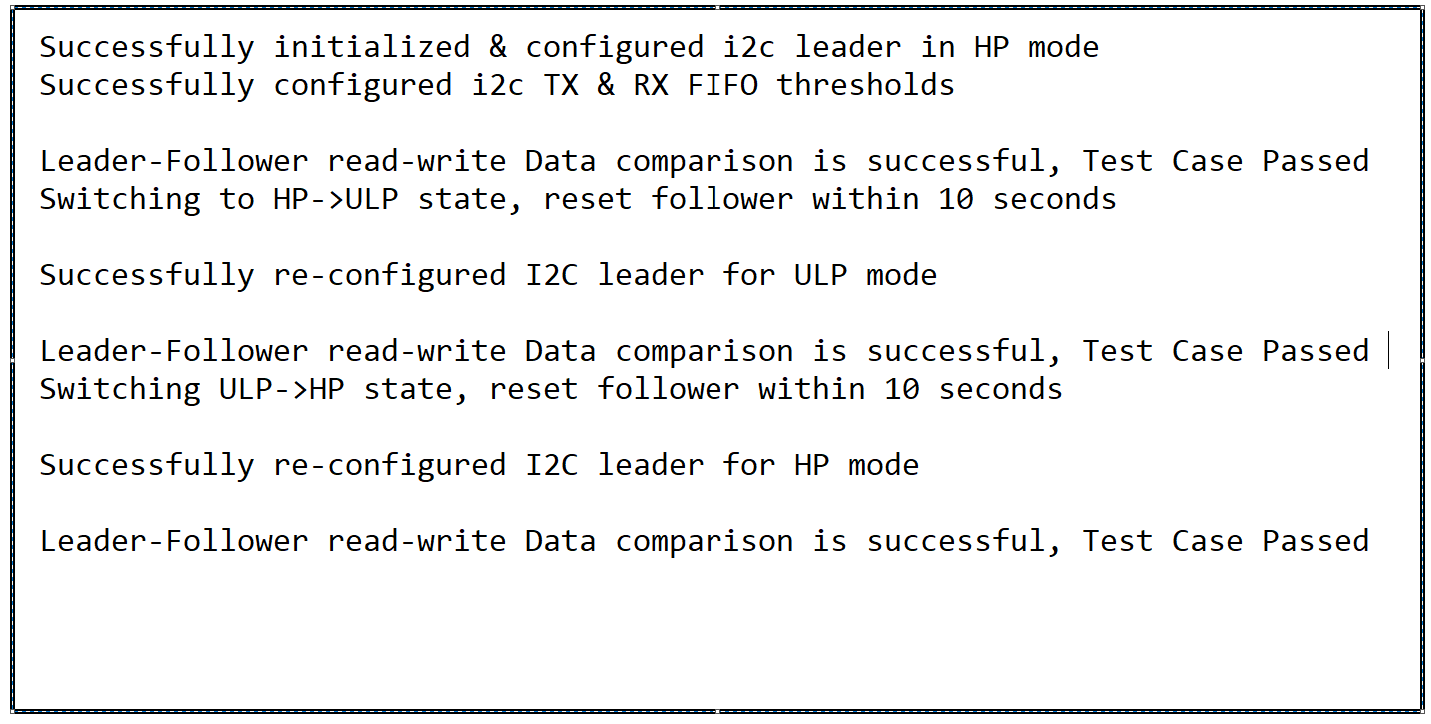 Successfully initialized & configured i2c leader in HP mode
Successfully configured i2c TX & RX FIFO thresholds
Leader-Follower read-write Data comparison is successful, Test Case Passed
Switching to HP->ULP state, reset follower within 10 seconds
Successfully re-configured I2C leader for ULP mode
Leader-Follower read-write Data comparison is successful, Test Case Passed
Switching ULP->HP state, reset follower within 10 seconds
Successfully re-configured I2C leader for HP mode
Leader-Follower read-write Data comparison is successful, Test Case Passed